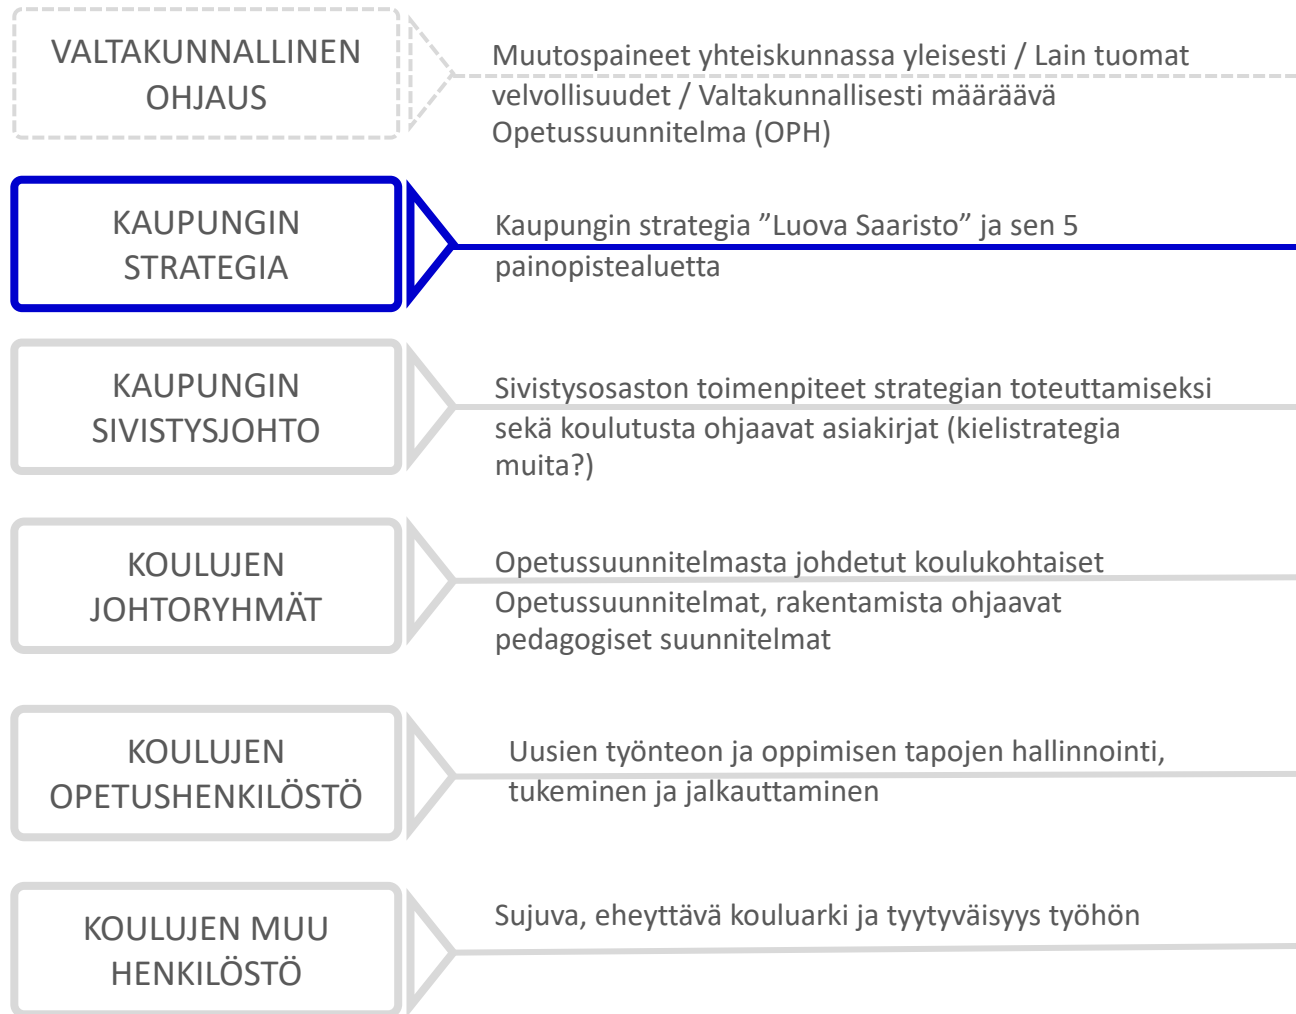 VALTAKUNNALLINEN
OHJAUS
Muutospaineet yhteiskunnassa yleisesti / Lain tuomat
velvollisuudet / Valtakunnallisesti määräävä
Opetussuunnitelma (OPH)
KAUPUNGIN
STRATEGIA
Kaupungin strategia ”Luova Saaristo” ja sen 5
painopistealuetta
KAUPUNGIN
SIVISTYSJOHTO
Sivistysosaston toimenpiteet strategian toteuttamiseksi
sekä koulutusta ohjaavat asiakirjat (kielistrategia
muita?)
KOULUJEN
JOHTORYHMÄT
Opetussuunnitelmasta johdetut koulukohtaiset
Opetussuunnitelmat, rakentamista ohjaavat
pedagogiset suunnitelmat
KOULUJEN
OPETUSHENKILÖSTÖ
Uusien työnteon ja oppimisen tapojen hallinnointi,
tukeminen ja jalkauttaminen
KOULUJEN MUU
HENKILÖSTÖ
Sujuva, eheyttävä kouluarki ja tyytyväisyys työhön